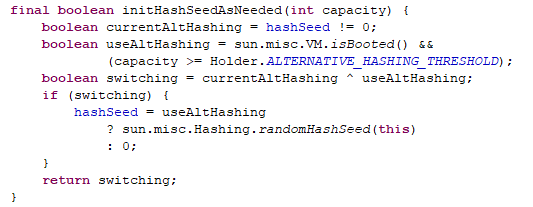 final boolean initHashSeedAsNeeded(int capacity) {
    boolean currentAltHashing = hashSeed != 0;
    boolean useAltHashing = sun.misc.VM.isBooted() &&
            (capacity >= Holder.ALTERNATIVE_HASHING_THRESHOLD);
    boolean switching = currentAltHashing ^ useAltHashing;
    if (switching) {
        hashSeed = useAltHashing
            ? sun.misc.Hashing.randomHashSeed(this)
            : 0;
    }
    return switching;
}